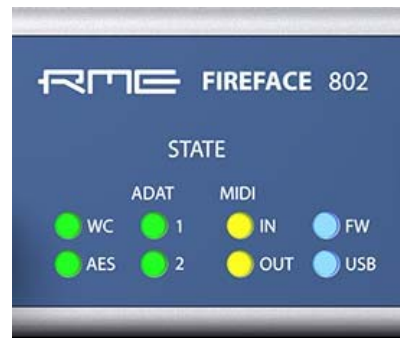 RME FIREFACE 802
STATE
ADAT MIDI
WC 1 IN FW
AES 2 OUT USB